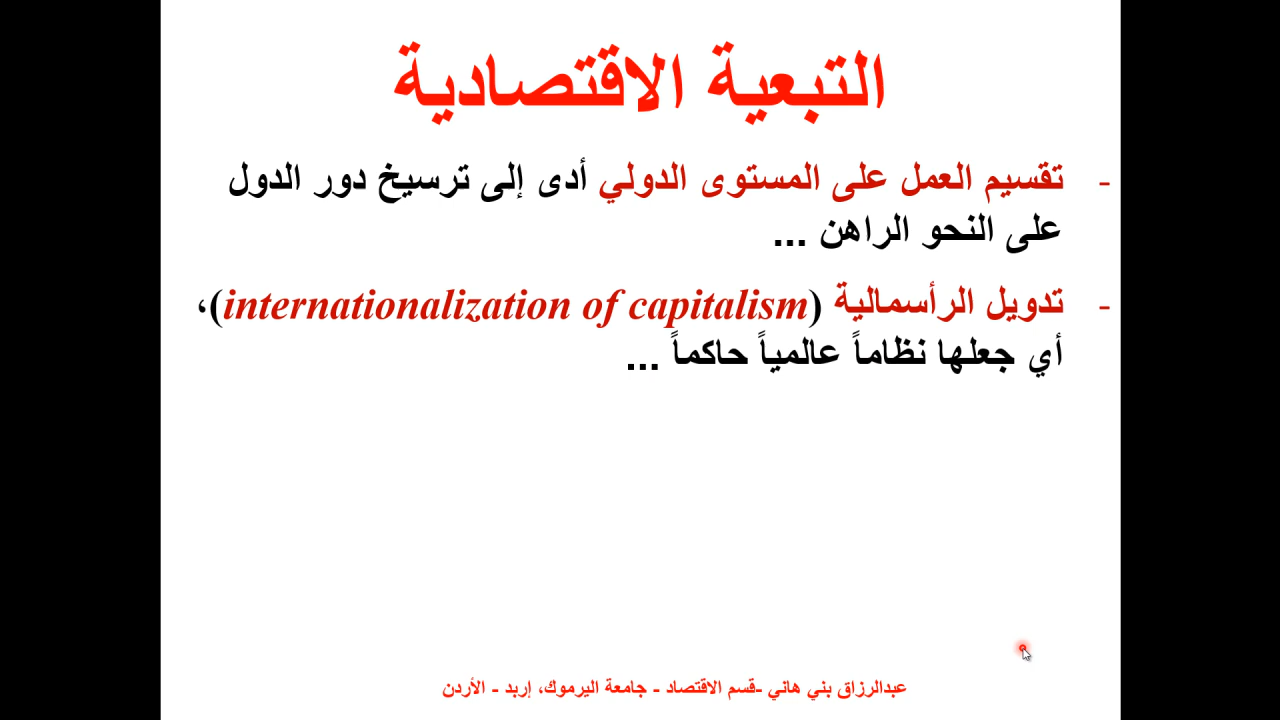 التبعية الاقتصادية
- تقسيم العمل على المستوى الدولي أدى إلى ترسيخ دور الدول
على النحو الراهن ...
- تدويل الرأسمالية (internationalization of capitalism)،
أي جعلها نظاماً عالمياً حاكماً ...
عبدالرزاق بني هاني -قسم الاقتصاد - جامعة اليرموك، إربد - الأردن